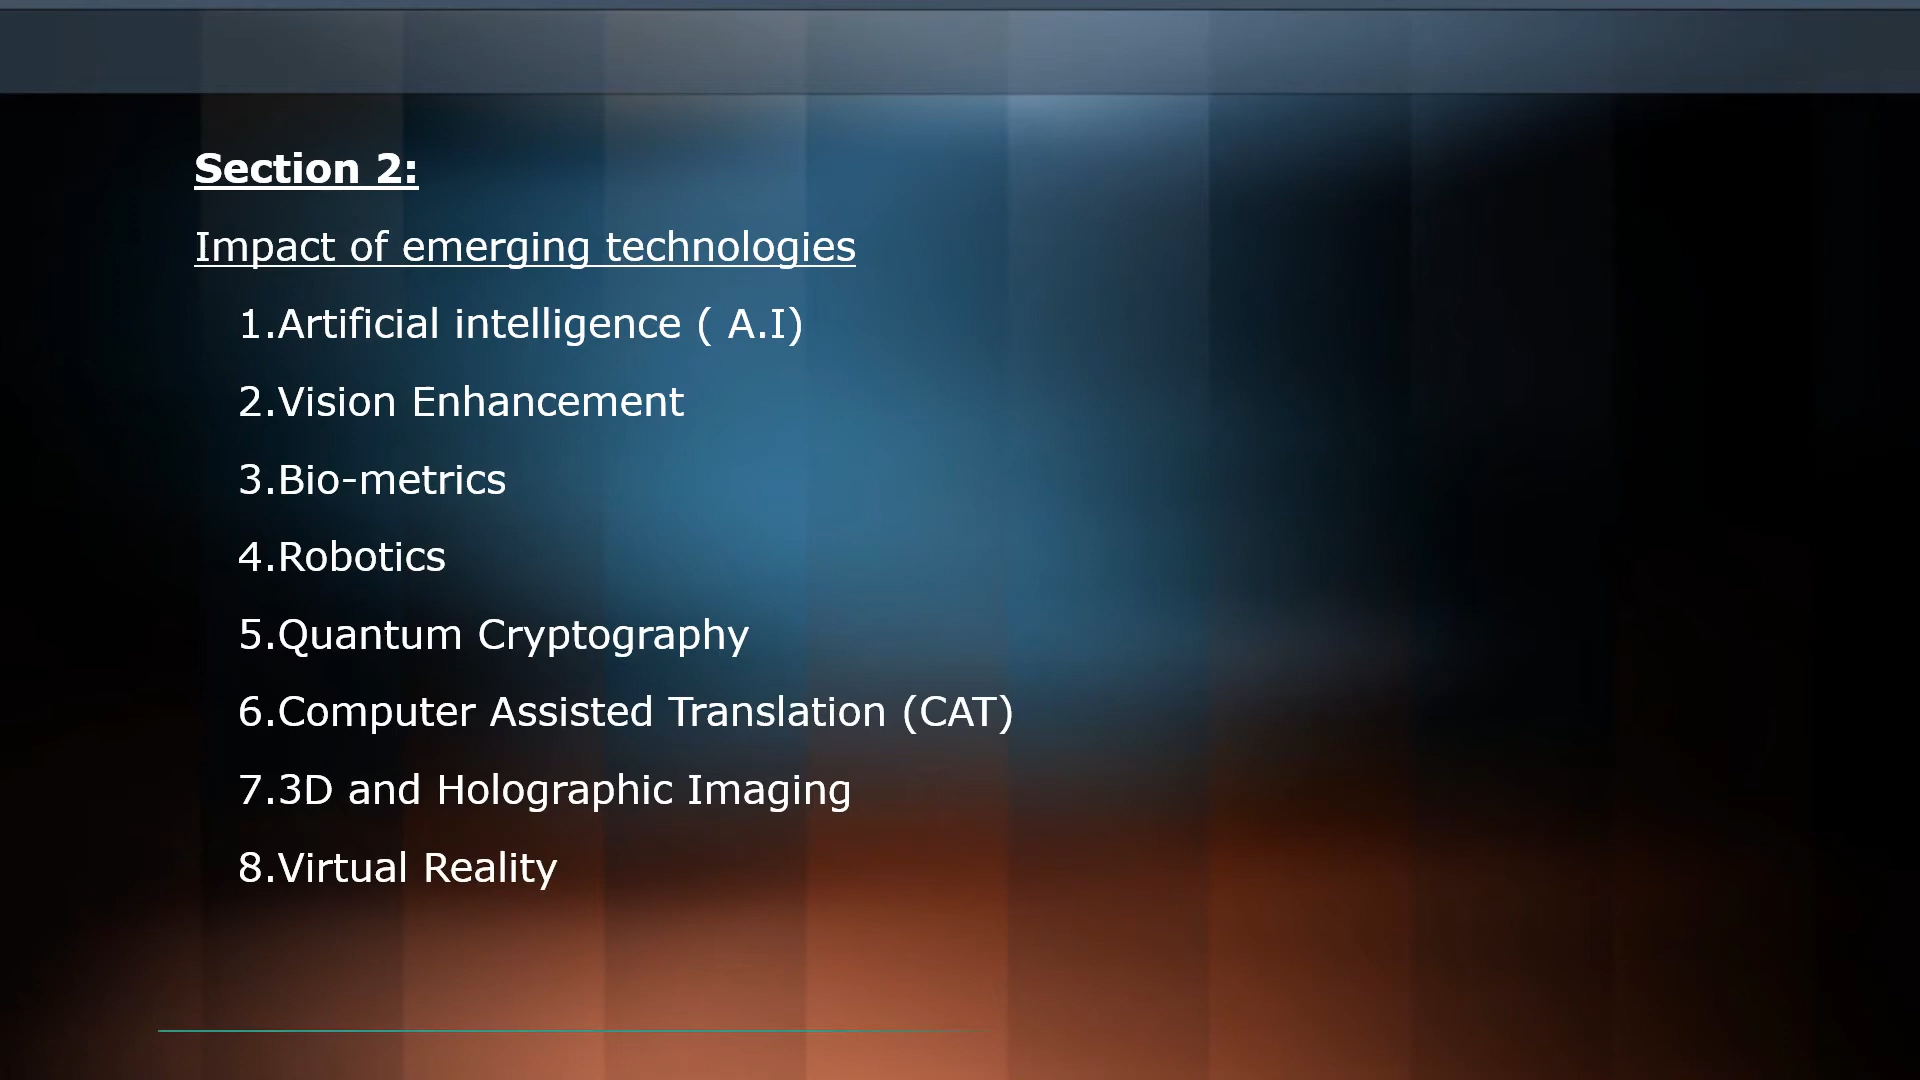 Section 2:
Impact of emerging technologies
1.Artificial intelligence ( A.I)
2.Vision Enhancement
3.Bio-metrics
4.Robotics
5.Quantum Cryptography
6.Computer Assisted Translation (CAT)
7.3D and Holographic Imaging
8.Virtual Reality